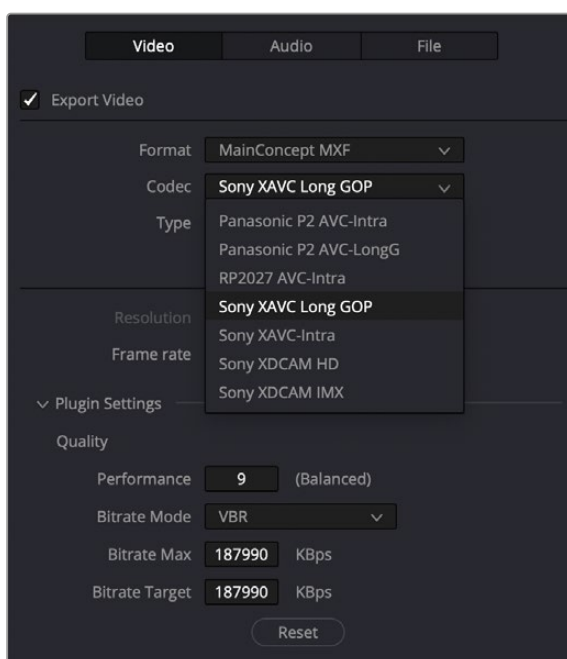 Video Audio File
Export Video
Format MainConcept MXF
Codec Sony XAVC Long GOP
Type
Panasonic P2 AVC-Intra
Panasonic P2 AVC-LongG
RP2027 AVC-Intra
Sony XAVC Long GOP
Sony XAVC-Intra
Sony XDCAM HD
Sony XDCAM IMX
Resolution
Frame rate
Plugin Settings
Quality
Performance 9 (Balanced)
Bitrate Mode VBR
Bitrate Max 187990 KBps
Bitrate Target 187990 KBps
Reset